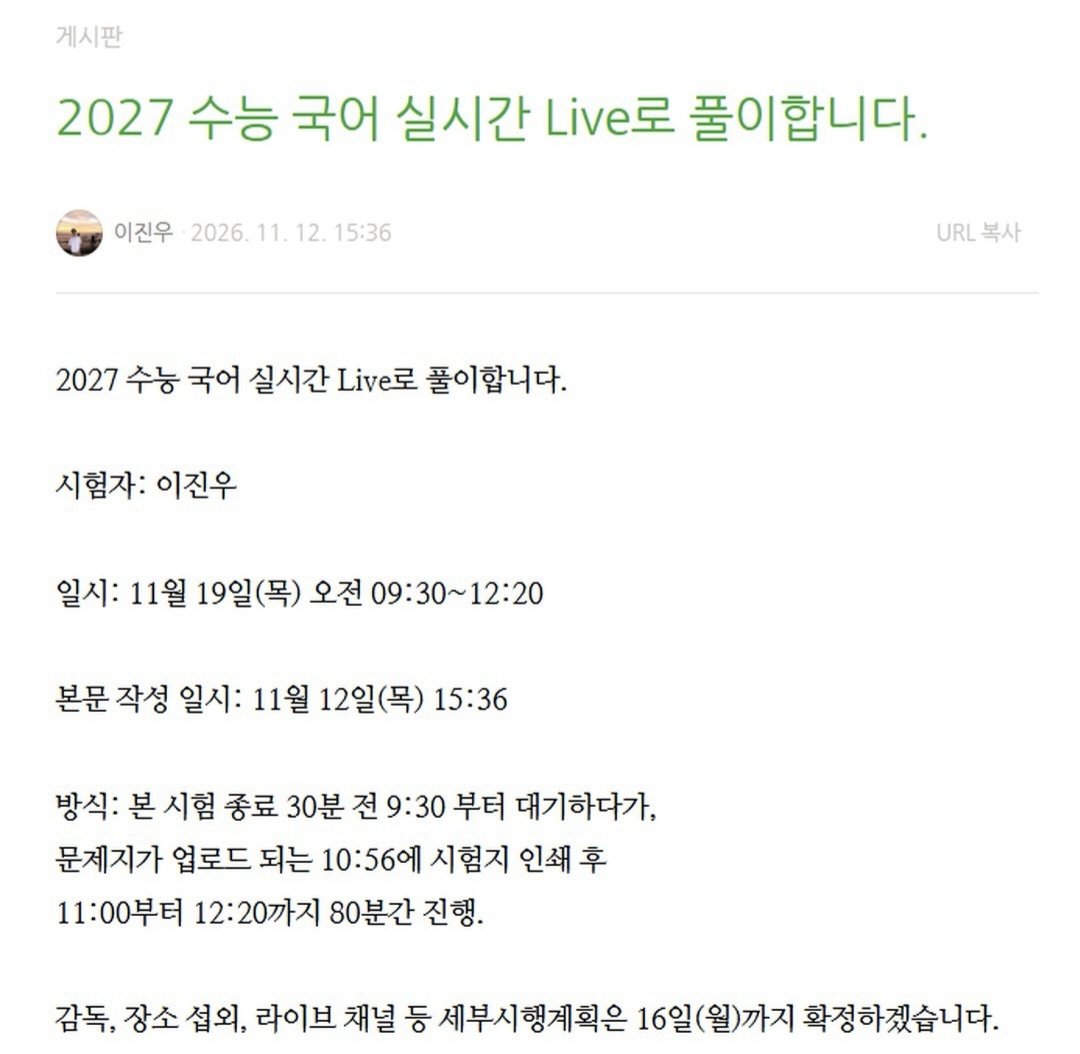 게시판
2027 수능 국어 실시간 Live로 풀이합니다.
이진우 · 2026. 11. 12. 15:36 URL 복사
2027 수능 국어 실시간 Live로 풀이합니다.
시험자: 이진우
일시: 11월 19일(목) 오전 09:30~12:20
본문 작성 일시: 11월 12일(목) 15:36
방식: 본 시험 종료 30분 전 9:30 부터 대기하다가,
문제지가 업로드 되는 10:56에 시험지 인쇄 후
11:00부터 12:20까지 80분간 진행.
감독, 장소 섭외, 라이브 채널 등 세부시행계획은 16일(월)까지 확정하겠습니다.